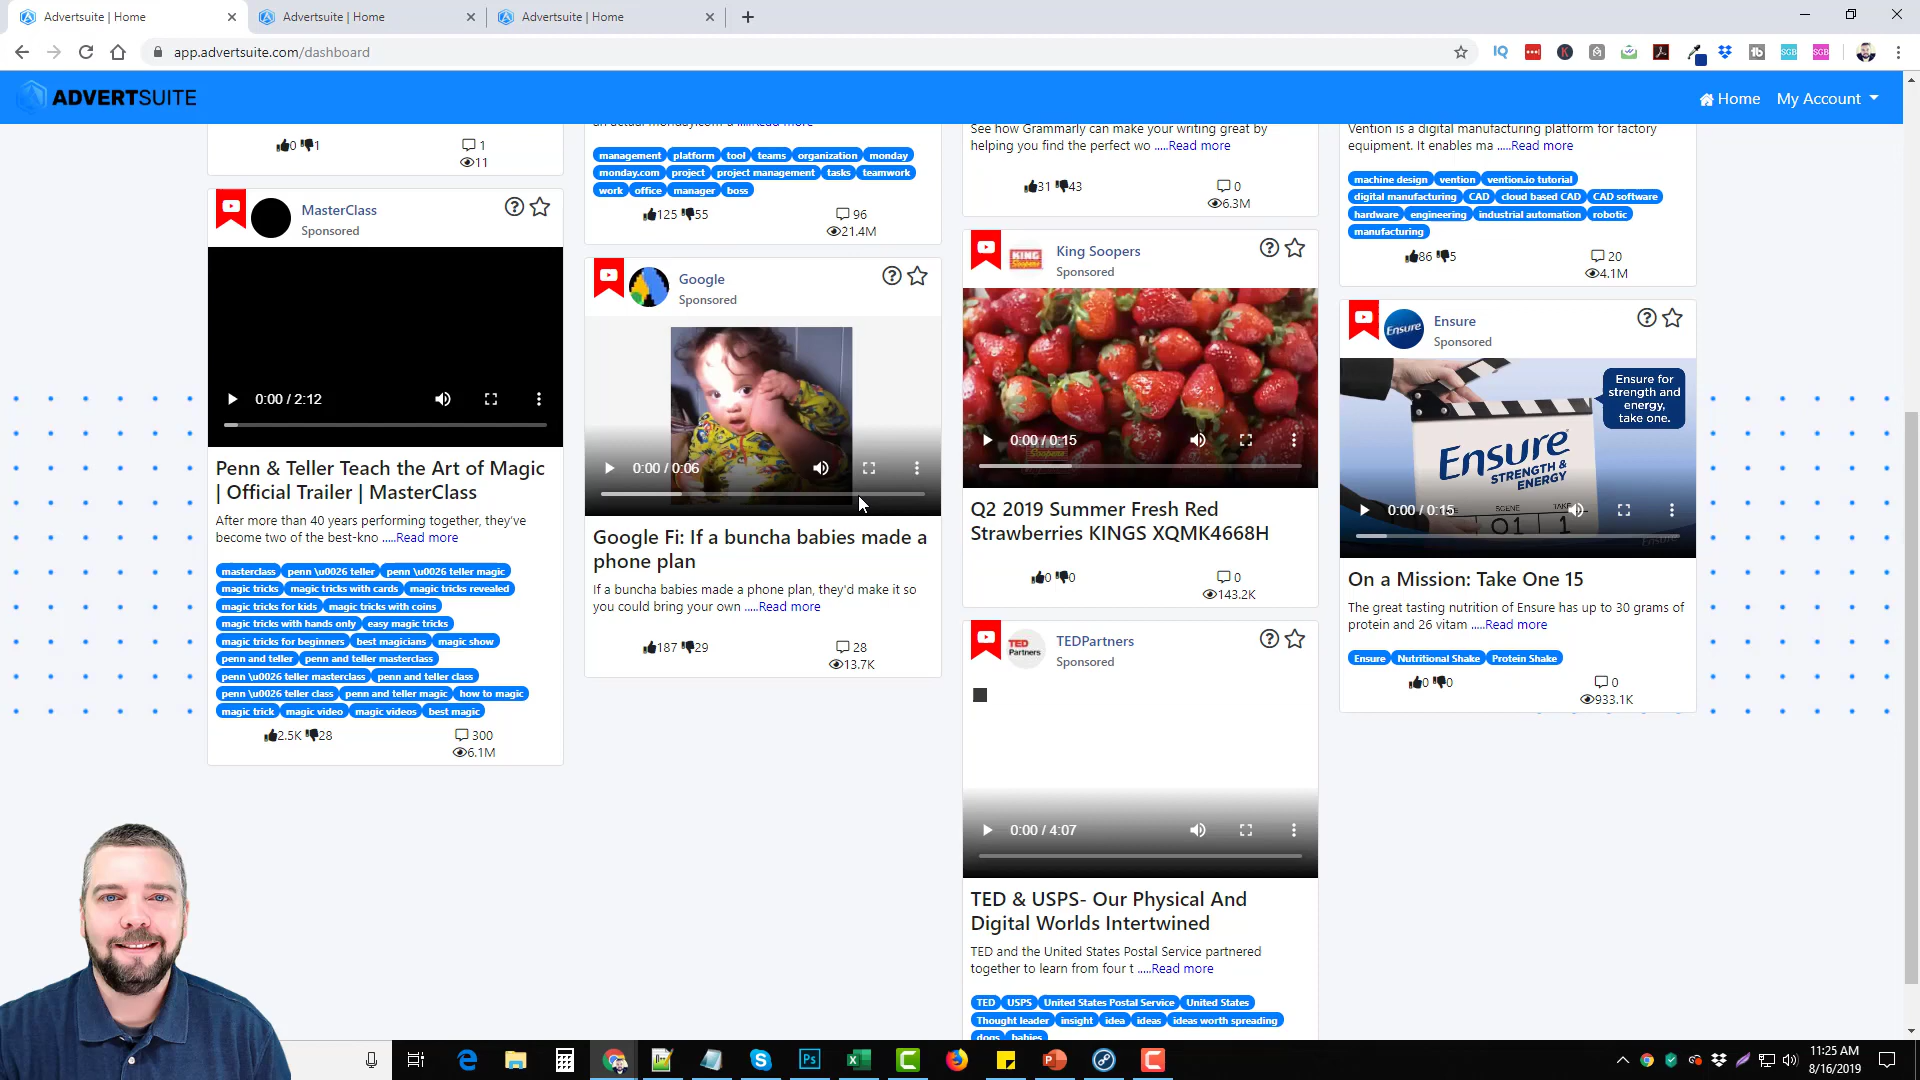 Advertsuite | Home
Advertsuite | Home
Advertsuite | Home
app.advertsuite.com/dashboard
ADVERTSUITE
Home
My Account
0 1
1
11
MasterClass
Sponsored
0:00 / 2:12
Penn & Teller Teach the Art of Magic
| Official Trailer | MasterClass
After more than 40 years performing together, they've
become two of the best-kno .....Read more
masterclass penn \u0026 teller penn \u0026 teller magic
magic tricks magic tricks with cards magic tricks revealed
magic tricks for kids magic tricks with coins
magic tricks with hands only easy magic tricks
magic tricks for beginners best magicians magic show
penn and teller penn and teller masterclass
penn \u0026 teller masterclass penn and teller class
penn \u0026 teller class penn and teller magic how to magic
magic trick magic video magic videos best magic
2.5K 28
300
6.1M
an actual monday.com a .....Read more
management platform tool teams organization monday
monday.com project project management tasks teamwork
work office manager boss
125 55
96
21.4M
Google
Sponsored
0:00 / 0:06
Google Fi: If a buncha babies made a
phone plan
If a buncha babies made a phone plan, they'd make it so
you could bring your own .....Read more
187 29
28
13.7K
See how Grammarly can make your writing great by
helping you find the perfect wo .....Read more
31 43
0
6.3M
King Soopers
Sponsored
0:00 / 0:15
Q2 2019 Summer Fresh Red
Strawberries KINGS XQMK4668H
0 0
0
143.2K
TED
Partners
TEDPartners
Sponsored
0:00 / 4:07
TED & USPS- Our Physical And
Digital Worlds Intertwined
TED and the United States Postal Service partnered
together to learn from four t .....Read more
TED USPS United States Postal Service United States
Thought leader insight idea ideas ideas worth spreading
dogs babies
Vention is a digital manufacturing platform for factory
equipment. It enables ma .....Read more
machine design vention vention.io tutorial
digital manufacturing CAD cloud based CAD CAD software
hardware engineering industrial automation robotic
manufacturing
86 5
20
4.1M
Ensure
Ensure
Sponsored
Ensure for
strength and
energy,
take one.
Ensure
STRENGTH &
ENERGY
SCENE TAKE
01 1
0:00 / 0:15
On a Mission: Take One 15
The great tasting nutrition of Ensure has up to 30 grams of
protein and 26 vitam .....Read more
Ensure Nutritional Shake Protein Shake
0 0
0
933.1K
11:25 AM
8/16/2019